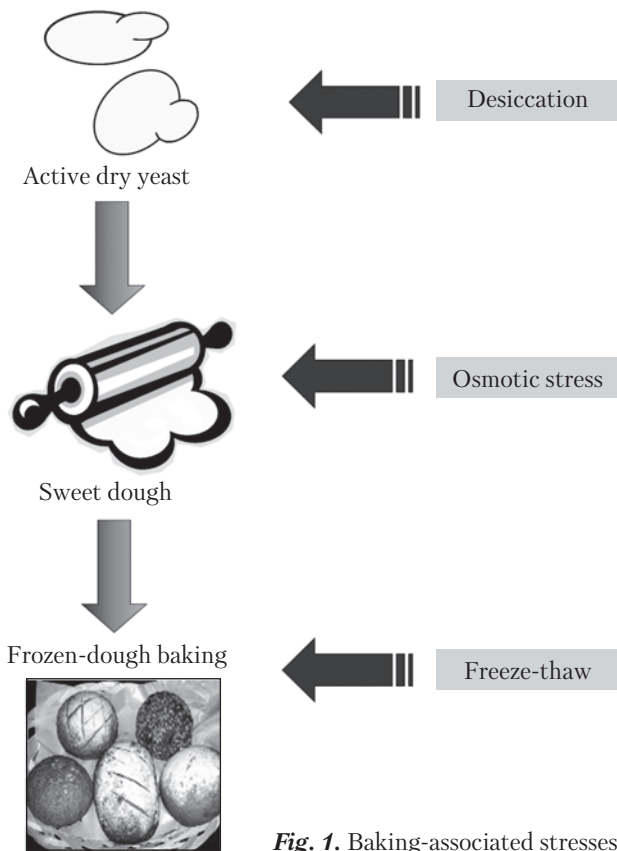 Desiccation
Active dry yeast
Osmotic stress
Sweet dough
Frozen-dough baking
Freeze-thaw
Fig. 1. Baking-associated stresses